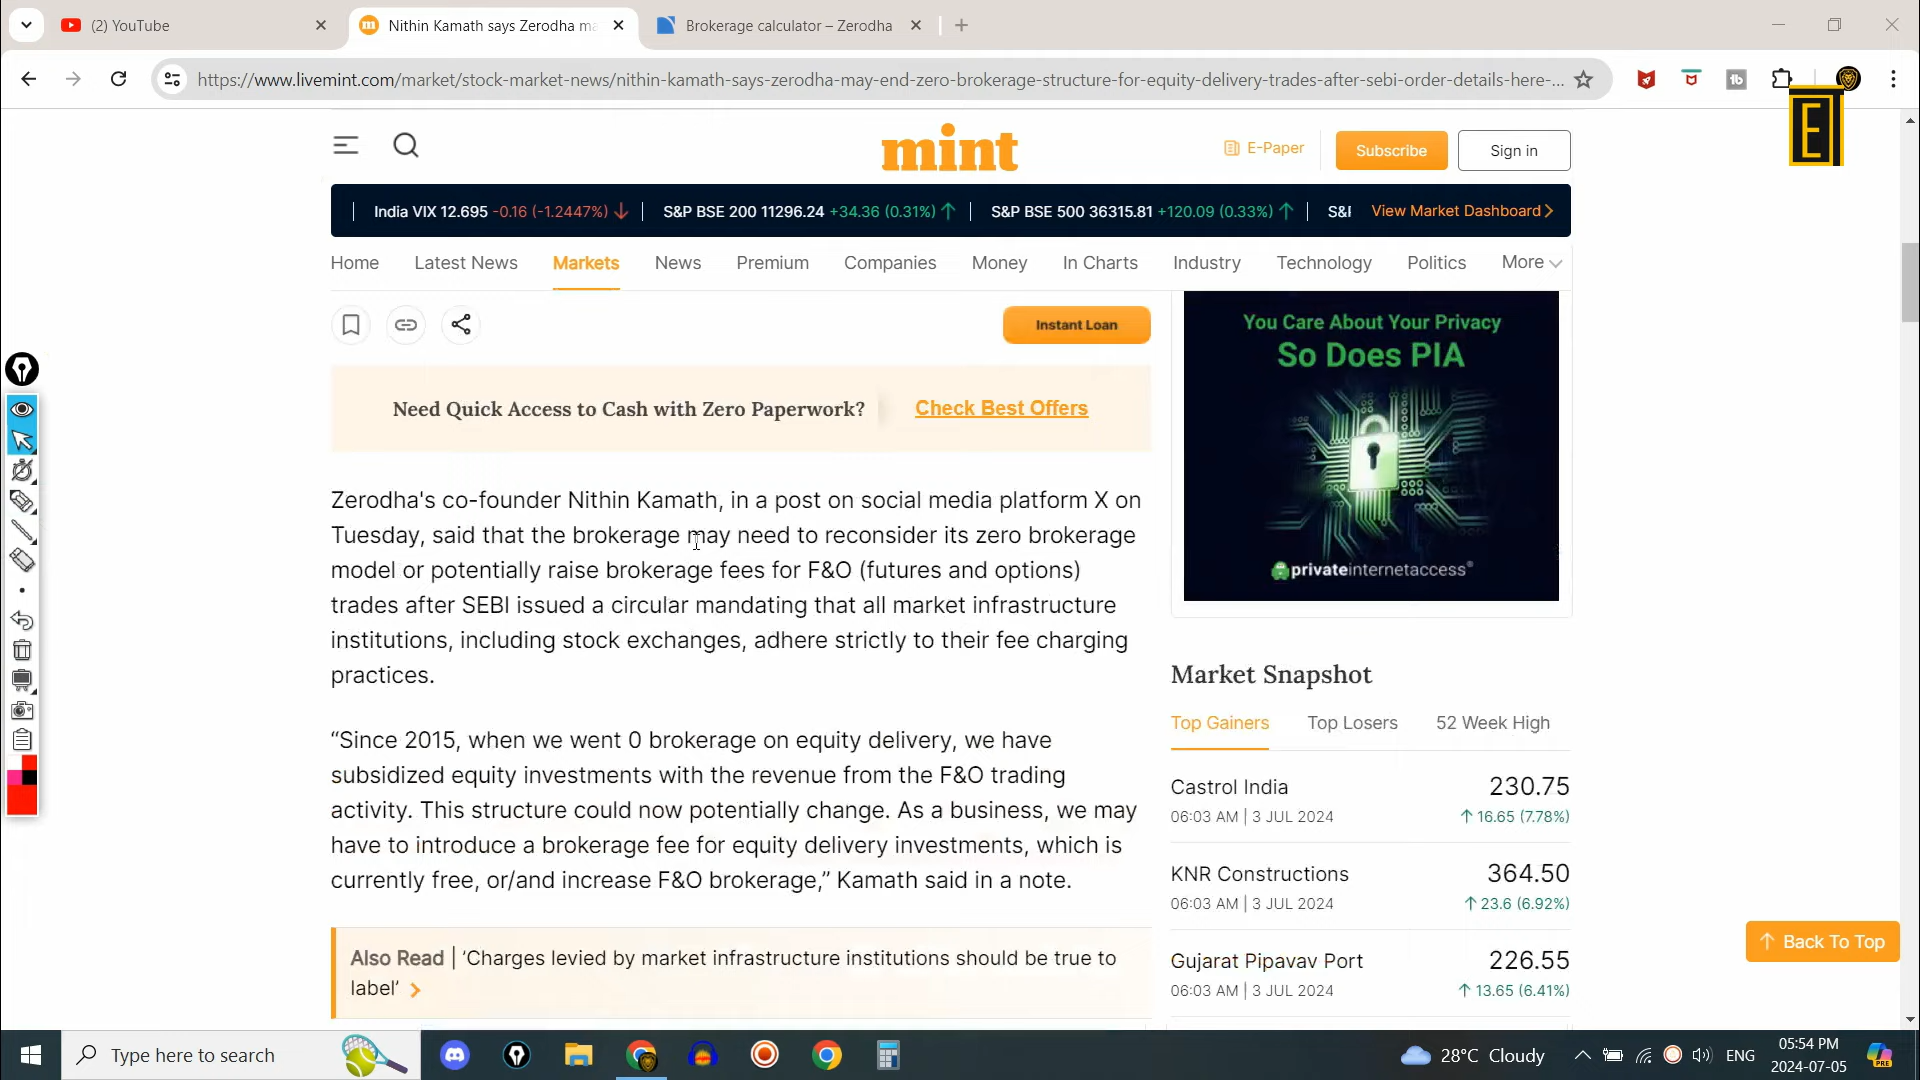 (2) YouTube
Nithin Kamath says Zerodha ma
Brokerage calculator – Zerodha
https://www.livemint.com/market/stock-market-news/nithin-kamath-says-zerodha-may-end-zero-brokerage-structure-for-equity-delivery-trades-after-sebi-order-details-here-...
mint
E-Paper
Subscribe
Sign in
India VIX 12.695 -0.16 (-1.2447%)
S&P BSE 200 11296.24 +34.36 (0.31%)
S&P BSE 500 36315.81 +120.09 (0.33%)
S&I
View Market Dashboard
Home Latest News Markets News Premium Companies Money In Charts Industry Technology Politics More
Instant Loan
Need Quick Access to Cash with Zero Paperwork? Check Best Offers
Zerodha's co-founder Nithin Kamath, in a post on social media platform X on
Tuesday, said that the brokerage may need to reconsider its zero brokerage
model or potentially raise brokerage fees for F&O (futures and options)
trades after SEBI issued a circular mandating that all market infrastructure
institutions, including stock exchanges, adhere strictly to their fee charging
practices.
“Since 2015, when we went 0 brokerage on equity delivery, we have
subsidized equity investments with the revenue from the F&O trading
activity. This structure could now potentially change. As a business, we may
have to introduce a brokerage fee for equity delivery investments, which is
currently free, or/and increase F&O brokerage,” Kamath said in a note.
Also Read | ‘Charges levied by market infrastructure institutions should be true to
label’
You Care About Your Privacy
So Does PIA
privateinternetaccess®
Market Snapshot
Top Gainers Top Losers 52 Week High
Castrol India 230.75
06:03 AM | 3 JUL 2024 16.65 (7.78%)
KNR Constructions 364.50
06:03 AM | 3 JUL 2024 23.6 (6.92%)
Gujarat Pipavav Port 226.55
06:03 AM | 3 JUL 2024 13.65 (6.41%)
Back To Top
Type here to search
28°C Cloudy
ENG
05:54 PM
2024-07-05